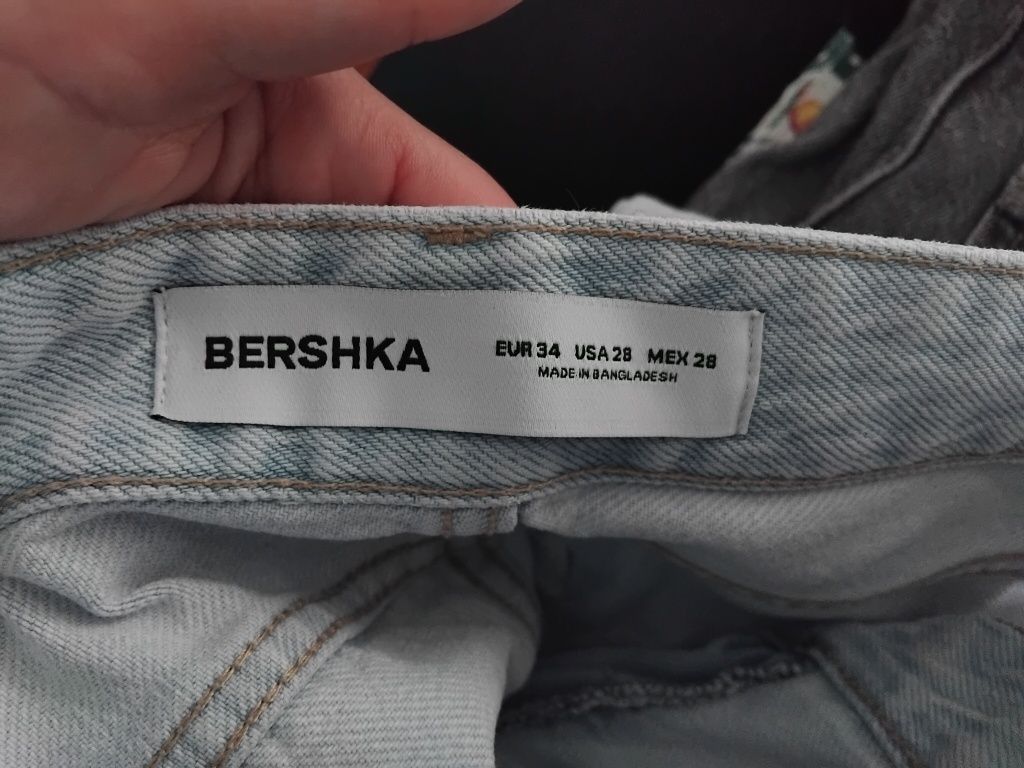 BERSHKA
EUR 34 USA 28 MEX 28
MADE IN BANGLADESH